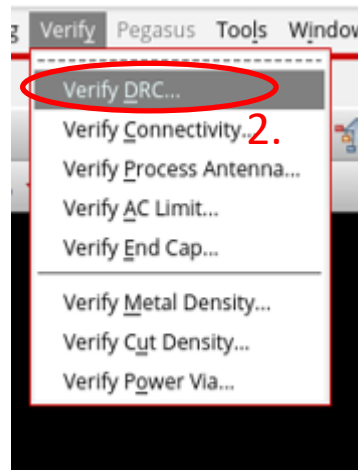 Verify Pegasus Tools Window
Verify DRC...
Verify Connectivity...
2.
Verify Process Antenna...
Verify AC Limit...
Verify End Cap...
Verify Metal Density...
Verify Cut Density...
Verify Power Via...